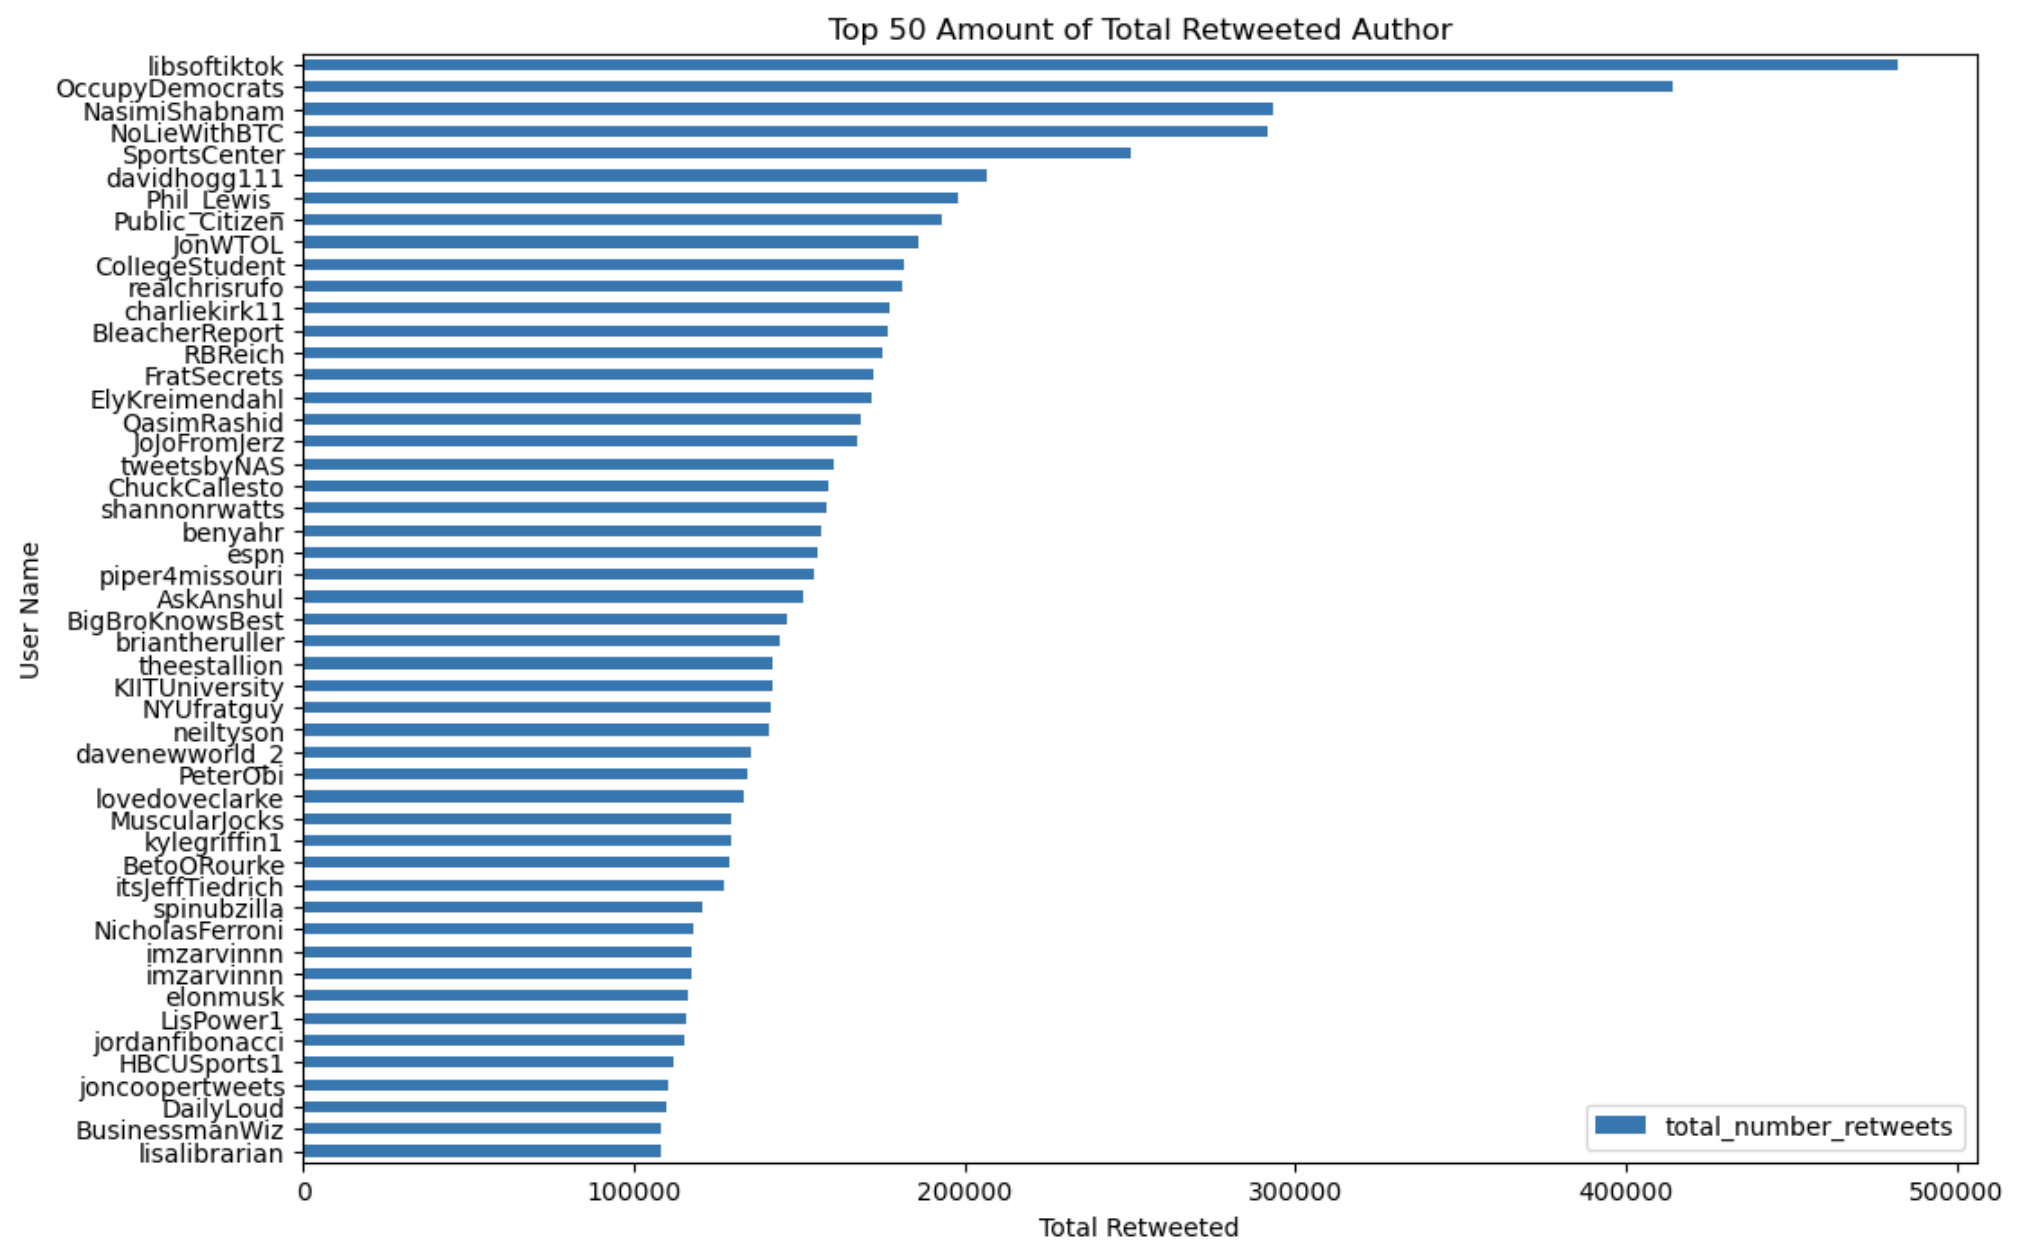 Top 50 Amount of Total Retweeted Author
libsoftiktok
OccupyDemocrats
NasimiShabnam
NoLieWithBTC
SportsCenter
davidhogg111
Phil_Lewis_
Public_Citizen
JonWTOL
CollegeStudent
realchrisrufo
charliekirk11
BleacherReport
RBReich
FratSecrets
ElyKreimendahl
QasimRashid
JoJoFromJerz
tweetsbyNAS
ChuckCallesto
shannonrwatts
benyahr
espn
piper4missouri
AskAnshul
BigBroKnowsBest
briantheruller
theestallion
KIITUniversity
NYUfratguy
neiltyson
davenewworld_2
PeterObi
lovedoveclarke
MuscularJocks
kylegriffin1
BetoORourke
itsJeffTiedrich
spinubzilla
NicholasFerroni
imzarvinnn
imzarvinnn
elonmusk
LisPower1
jordanfibonacci
HBCUSports1
joncoopertweets
DailyLoud
BusinessmanWiz
lisalibrarian
User Name
total_number_retweets
0 100000 200000 300000 400000 500000
Total Retweeted